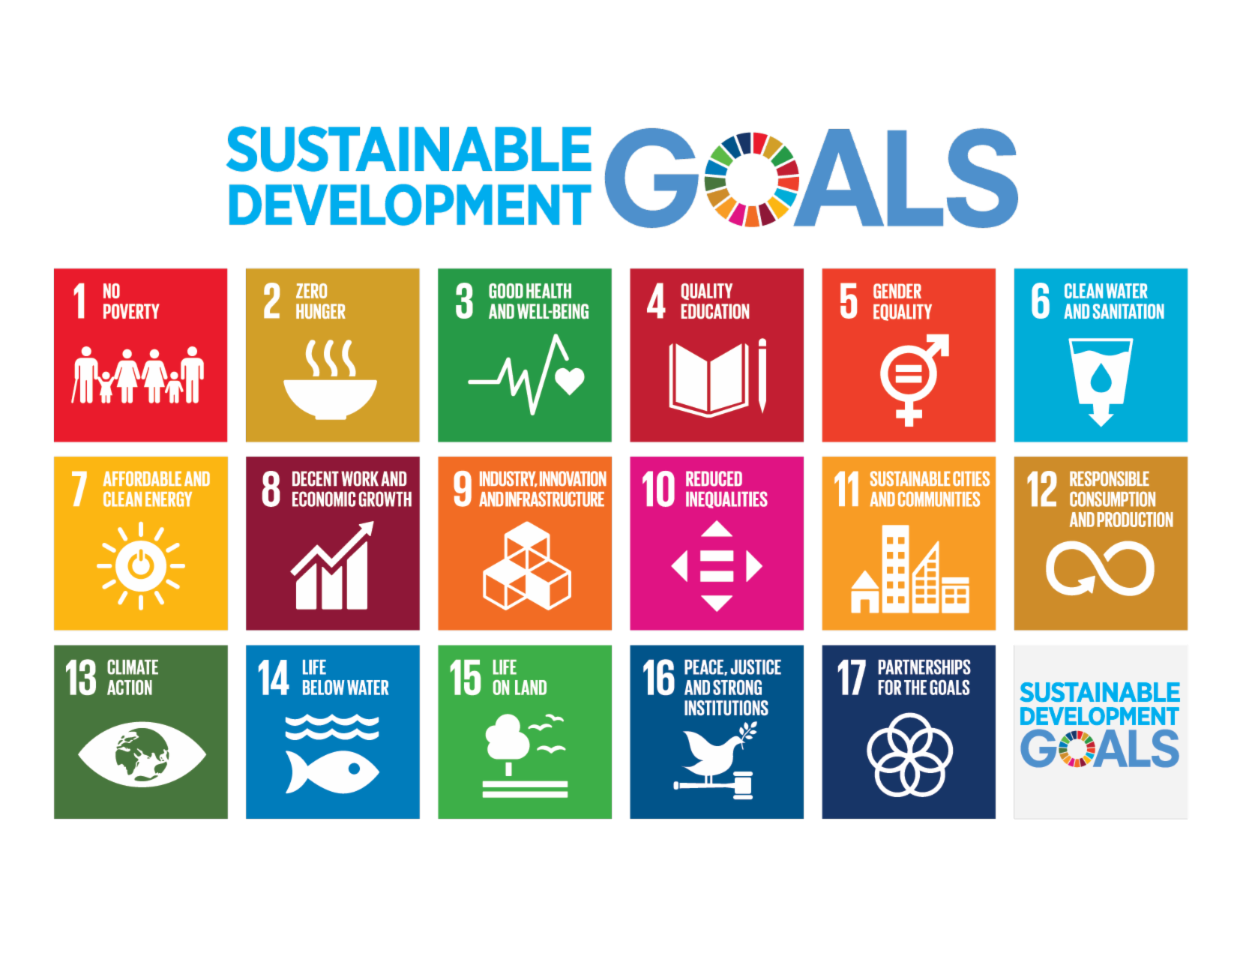 SUSTAINABLE
DEVELOPMENT
GOALS
1 NO
POVERTY
2 ZERO
HUNGER
3 GOOD HEALTH
AND WELL-BEING
4 QUALITY
EDUCATION
5 GENDER
EQUALITY
6 CLEAN WATER
AND SANITATION
7 AFFORDABLE AND
CLEAN ENERGY
8 DECENT WORK AND
ECONOMIC GROWTH
9 INDUSTRY, INNOVATION
AND INFRASTRUCTURE
10 REDUCED
INEQUALITIES
11 SUSTAINABLE CITIES
AND COMMUNITIES
12 RESPONSIBLE
CONSUMPTION
AND PRODUCTION
13 CLIMATE
ACTION
14 LIFE
BELOW WATER
15 LIFE
ON LAND
16 PEACE, JUSTICE
AND STRONG
INSTITUTIONS
17 PARTNERSHIPS
FOR THE GOALS
SUSTAINABLE
DEVELOPMENT
GOALS